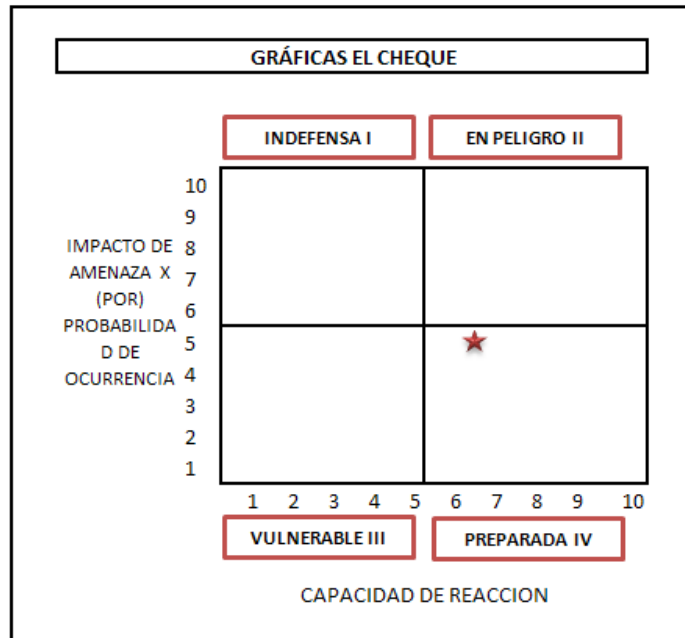 GRÁFICAS EL CHEQUE
INDEFENSA I
EN PELIGRO II
10
9
8
7
6
5
4
3
2
1
IMPACTO DE
AMENAZA X
(POR)
PROBABILIDA
D DE
OCURRENCIA
1 2 3 4 5 6 7 8 9 10
VULNERABLE III
PREPARADA IV
CAPACIDAD DE REACCION